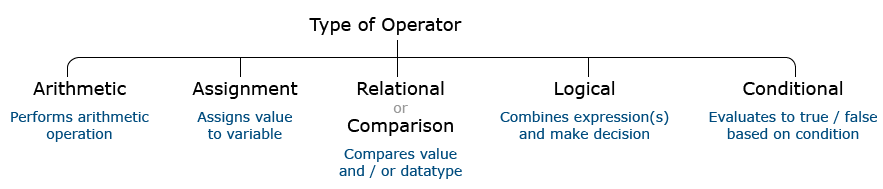 Type of Operator
Arithmetic
Performs arithmetic
operation
Assignment
Assigns value
to variable
Relational
or
Comparison
Compares value
and / or datatype
Logical
Combines expression(s)
and make decision
Conditional
Evaluates to true / false
based on condition